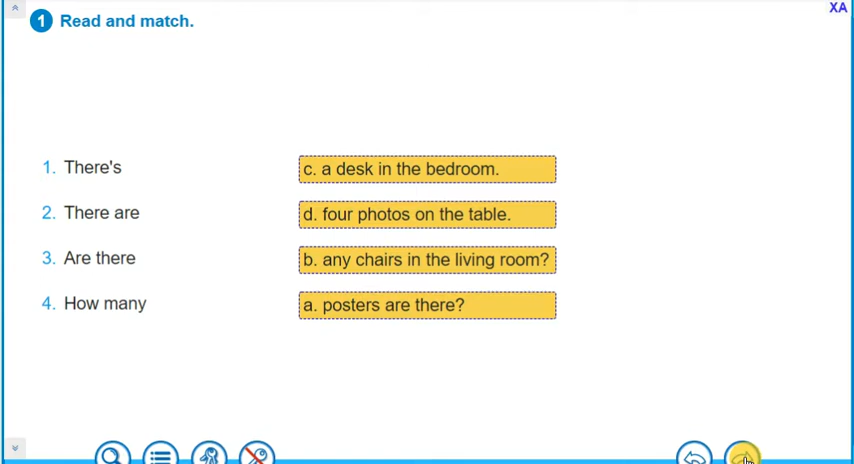 XA
1 Read and match.
1. There's c. a desk in the bedroom.
2. There are d. four photos on the table.
3. Are there b. any chairs in the living room?
4. How many a. posters are there?